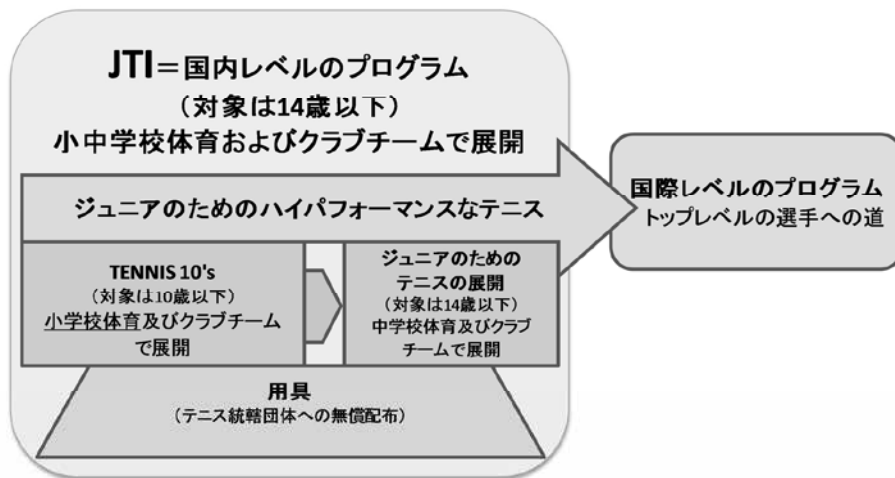 JTI＝国内レベルのプログラム
（対象は14歳以下）
小中学校体育およびクラブチームで展開
ジュニアのためのハイパフォーマンスなテニス
国際レベルのプログラム
トップレベルの選手への道
TENNIS 10's
（対象は10歳以下）
小学校体育及びクラブチーム
で展開
ジュニアのための
テニスの展開
（対象は14歳以下）
中学校体育及びクラブ
チームで展開
用具
（テニス統轄団体への無償配布）